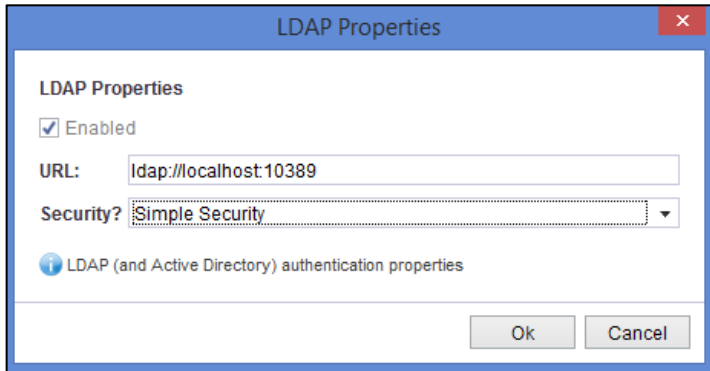 LDAP Properties
LDAP Properties
Enabled
URL: ldap://localhost:10389
Security? Simple Security
LDAP (and Active Directory) authentication properties
Ok Cancel